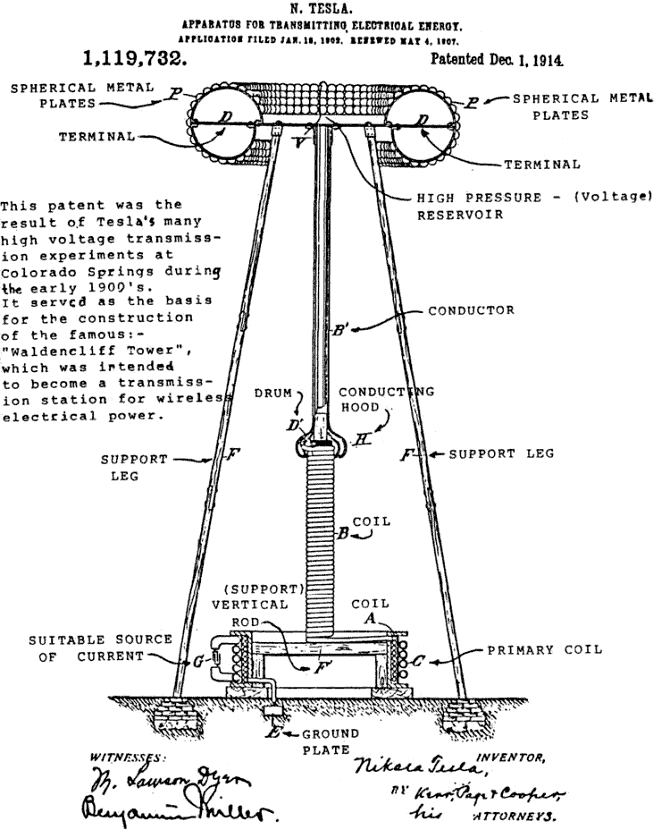 N. TESLA.
APPARATUS FOR TRANSMITTING ELECTRICAL ENERGY.
APPLICATION FILED JAN. 18, 1902. RENEWED MAY 4, 1907.
1,119,732.
Patented Dec. 1, 1914.
SPHERICAL METAL
PLATES
P
D
TERMINAL
V
P
D
SPHERICAL METAL
PLATES
TERMINAL
HIGH PRESSURE - (Voltage)
RESERVOIR
This patent was the
result of Tesla's many
high voltage transmiss-
ion experiments at
Colorado Springs during
the early 1900's.
It served as the basis
for the construction
of the famous:-
"Waldencliff Tower",
which was intended
to become a transmiss-
ion station for wireless
electrical power.
B'
CONDUCTOR
DRUM
D'
CONDUCTING
HOOD
H
SUPPORT
LEG
F
F
SUPPORT LEG
B
COIL
(SUPPORT)
VERTICAL
ROD
COIL
A
SUITABLE SOURCE
OF CURRENT
G
F'
C
PRIMARY COIL
E
GROUND
PLATE
WITNESSES:
M. Lawson Dyer
Benjamin Miller.
Nikola Tesla,
INVENTOR,
BY Kerr, Page & Cooper,
his ATTORNEYS.